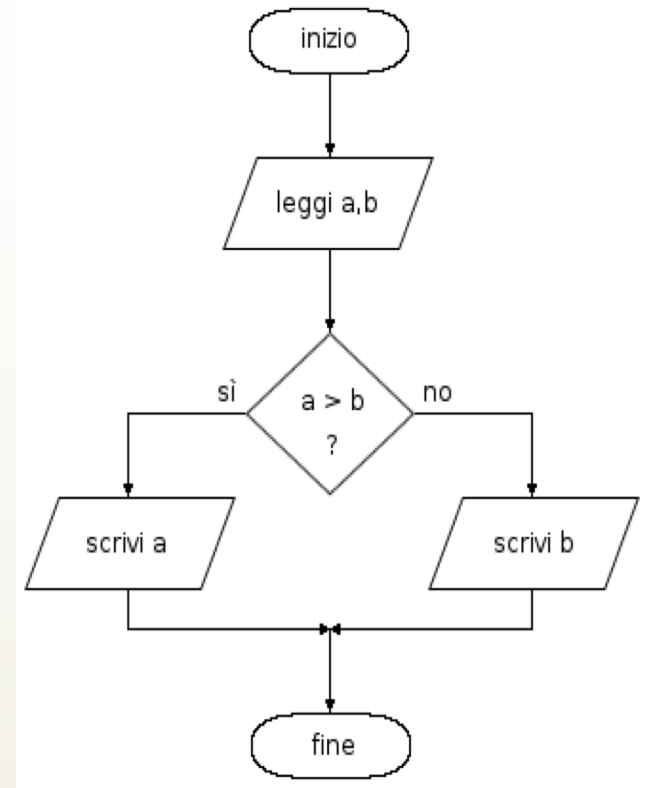 inizio
leggi a,b
sì
a > b
?
no
scrivi a
scrivi b
fine